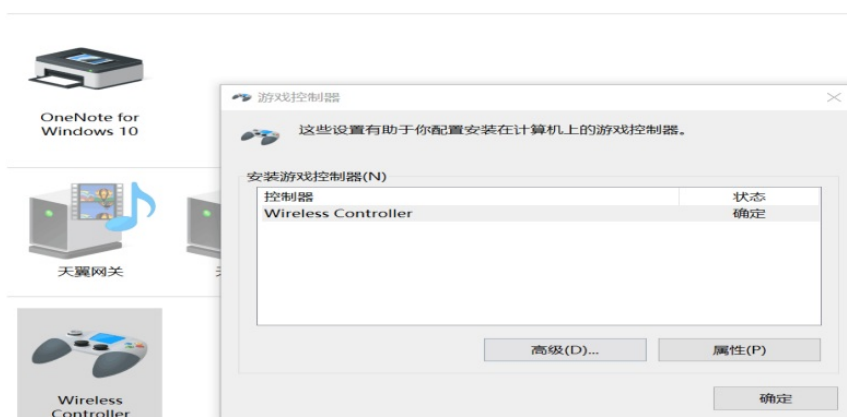 OneNote for
Windows 10
游戏控制器
这些设置有助于你配置安装在计算机上的游戏控制器。
安装游戏控制器(N)
控制器 状态
Wireless Controller 确定
天翼网关
高级(D)... 属性(P)
Wireless
Controller
确定